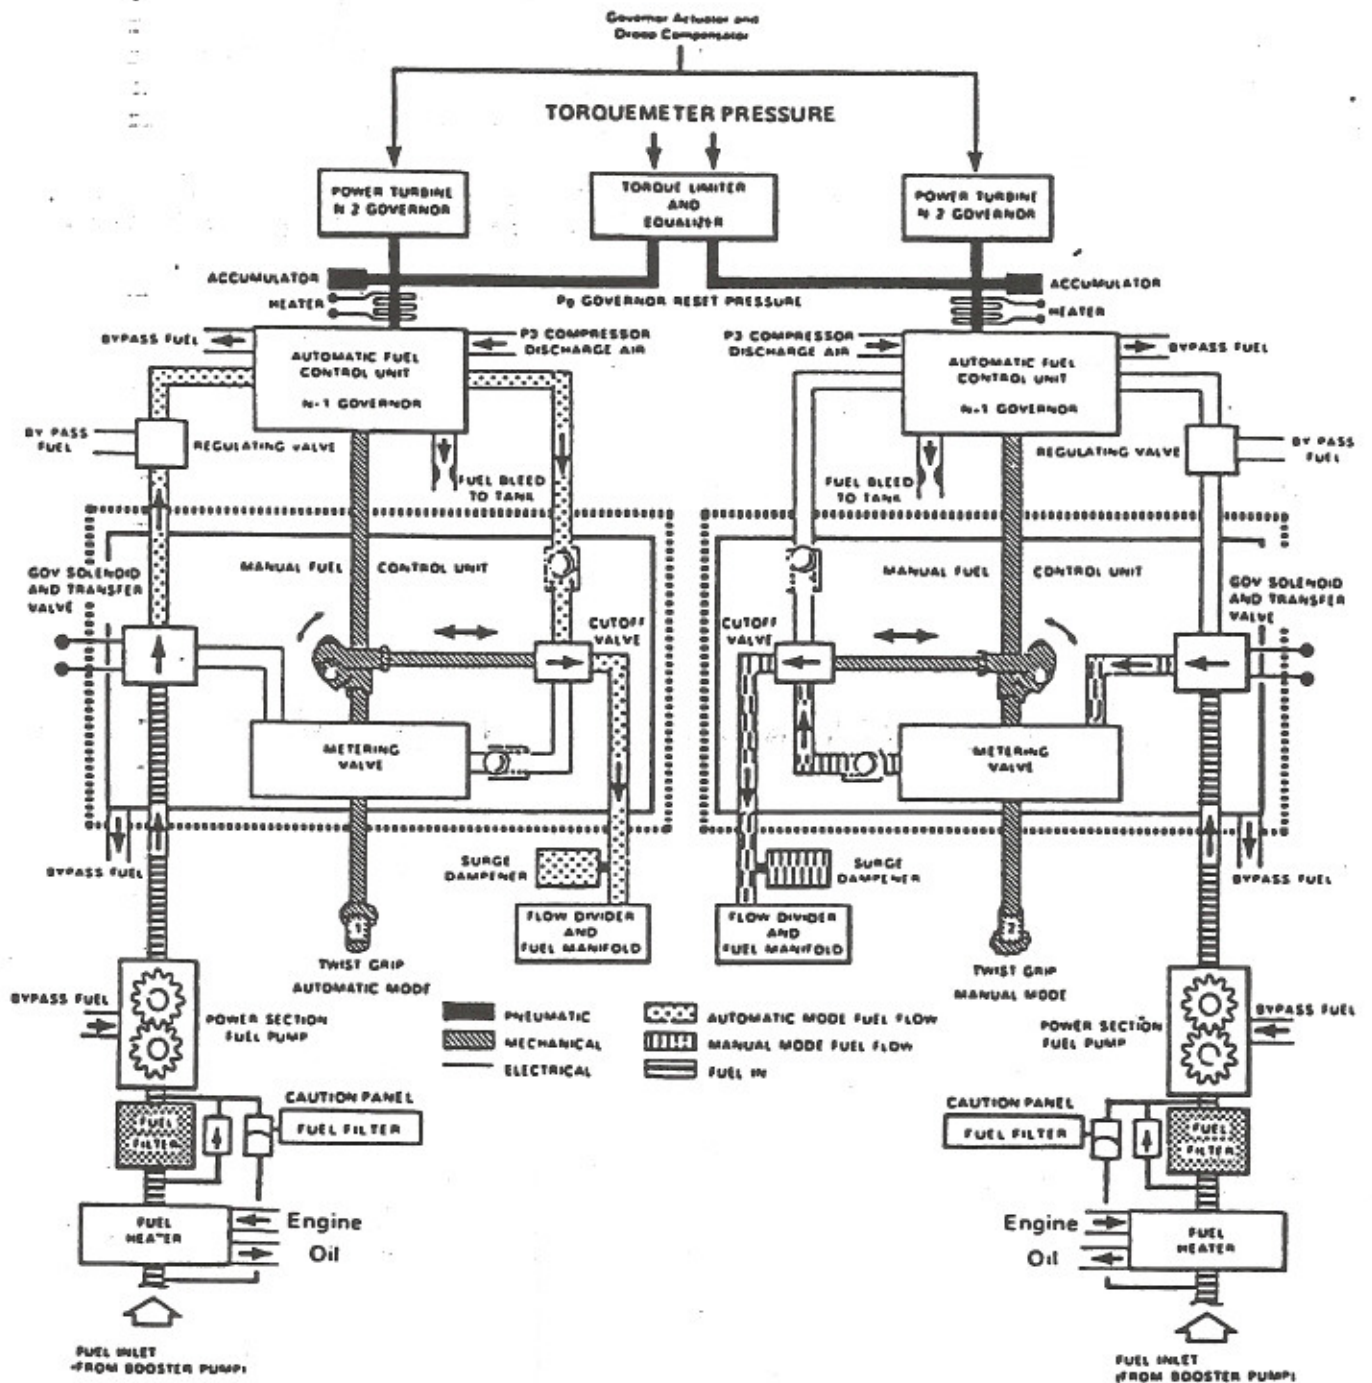 Governor Actuator and
Droop Compensator
TORQUEMETER PRESSURE
POWER TURBINE
N 2 GOVERNOR
TORQUE LIMITER
AND
EQUALIZER
POWER TURBINE
N 2 GOVERNOR
ACCUMULATOR
ACCUMULATOR
HEATER
Pg GOVERNOR RESET PRESSURE
HEATER
BYPASS FUEL
P3 COMPRESSOR
DISCHARGE AIR
P3 COMPRESSOR
DISCHARGE AIR
BYPASS FUEL
AUTOMATIC FUEL
CONTROL UNIT
N-1 GOVERNOR
AUTOMATIC FUEL
CONTROL UNIT
N-1 GOVERNOR
BY PASS
FUEL
REGULATING VALVE
REGULATING VALVE
BY PASS
FUEL
FUEL BLEED
TO TANK
FUEL BLEED
TO TANK
MANUAL FUEL CONTROL UNIT
MANUAL FUEL CONTROL UNIT
GOV SOLENOID
AND TRANSFER
VALVE
GOV SOLENOID
AND TRANSFER
VALVE
CUTOFF
VALVE
CUTOFF
VALVE
METERING
VALVE
METERING
VALVE
BYPASS FUEL
SURGE
DAMPENER
SURGE
DAMPENER
BYPASS FUEL
1
2
FLOW DIVIDER
AND
FUEL MANIFOLD
FLOW DIVIDER
AND
FUEL MANIFOLD
TWIST GRIP
AUTOMATIC MODE
TWIST GRIP
MANUAL MODE
BYPASS FUEL
POWER SECTION
FUEL PUMP
POWER SECTION
FUEL PUMP
BYPASS FUEL
PNEUMATIC
MECHANICAL
ELECTRICAL
AUTOMATIC MODE FUEL FLOW
MANUAL MODE FUEL FLOW
FUEL IN
FUEL
FILTER
CAUTION PANEL
FUEL FILTER
CAUTION PANEL
FUEL FILTER
FUEL
FILTER
FUEL
HEATER
Engine
Oil
Engine
Oil
FUEL
HEATER
FUEL INLET
(FROM BOOSTER PUMP)
FUEL INLET
(FROM BOOSTER PUMP)